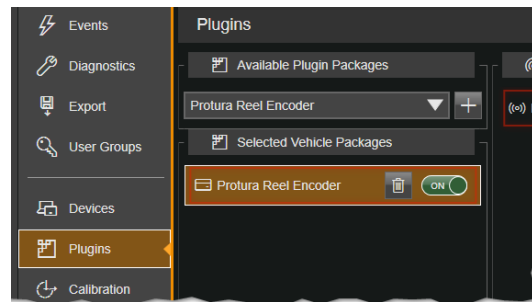 Events
Diagnostics
Export
User Groups
Devices
Plugins
Calibration
Plugins
Available Plugin Packages
Protura Reel Encoder
Selected Vehicle Packages
Protura Reel Encoder
ON